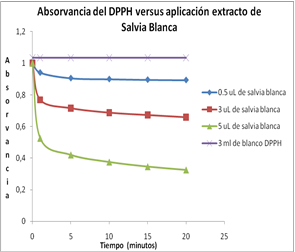 Absorvancia del DPPH versus aplicación extracto de
Salvia Blanca
Absorvancia
1,2
1
0,8
0,6
0,4
0,2
0
0
5
10
15
20
25
Tiempo (minutos)
0.5 uL de salvia blanca
3 uL de salvia blanca
5 uL de salvia blanca
3 ml de blanco DPPH